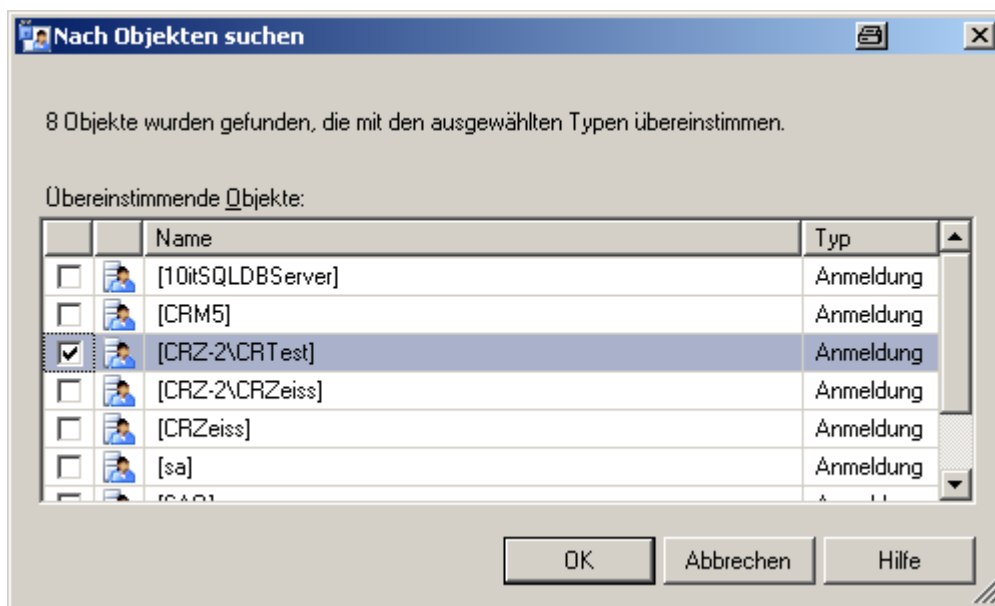 Nach Objekten suchen
8 Objekte wurden gefunden, die mit den ausgewählten Typen übereinstimmen.
Übereinstimmende Objekte:
Name Typ
[10itSQLDBServer] Anmeldung
[CRM5] Anmeldung
[CRZ-2\CRTest] Anmeldung
[CRZ-2\CRZeiss] Anmeldung
[CRZeiss] Anmeldung
[sa] Anmeldung
OK Abbrechen Hilfe